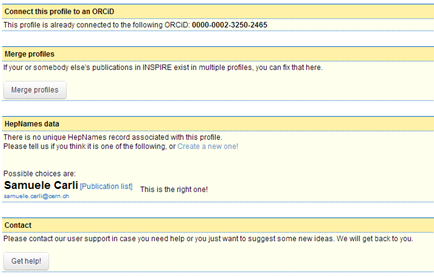 Connect this profile to an ORCiD
This profile is already connected to the following ORCiD: 0000-0002-3250-2465
Merge profiles
If your or somebody else's publications in INSPIRE exist in multiple profiles, you can fix that here.
Merge profiles
HepNames data
There is no unique HepNames record associated with this profile.
Please tell us if you think it is one of the following, or Create a new one!
Possible choices are:
Samuele Carli [Publication list] This is the right one!
samuele.carli@cern.ch
Contact
Please contact our user support in case you need help or you just want to suggest some new ideas. We will get back to you.
Get help!